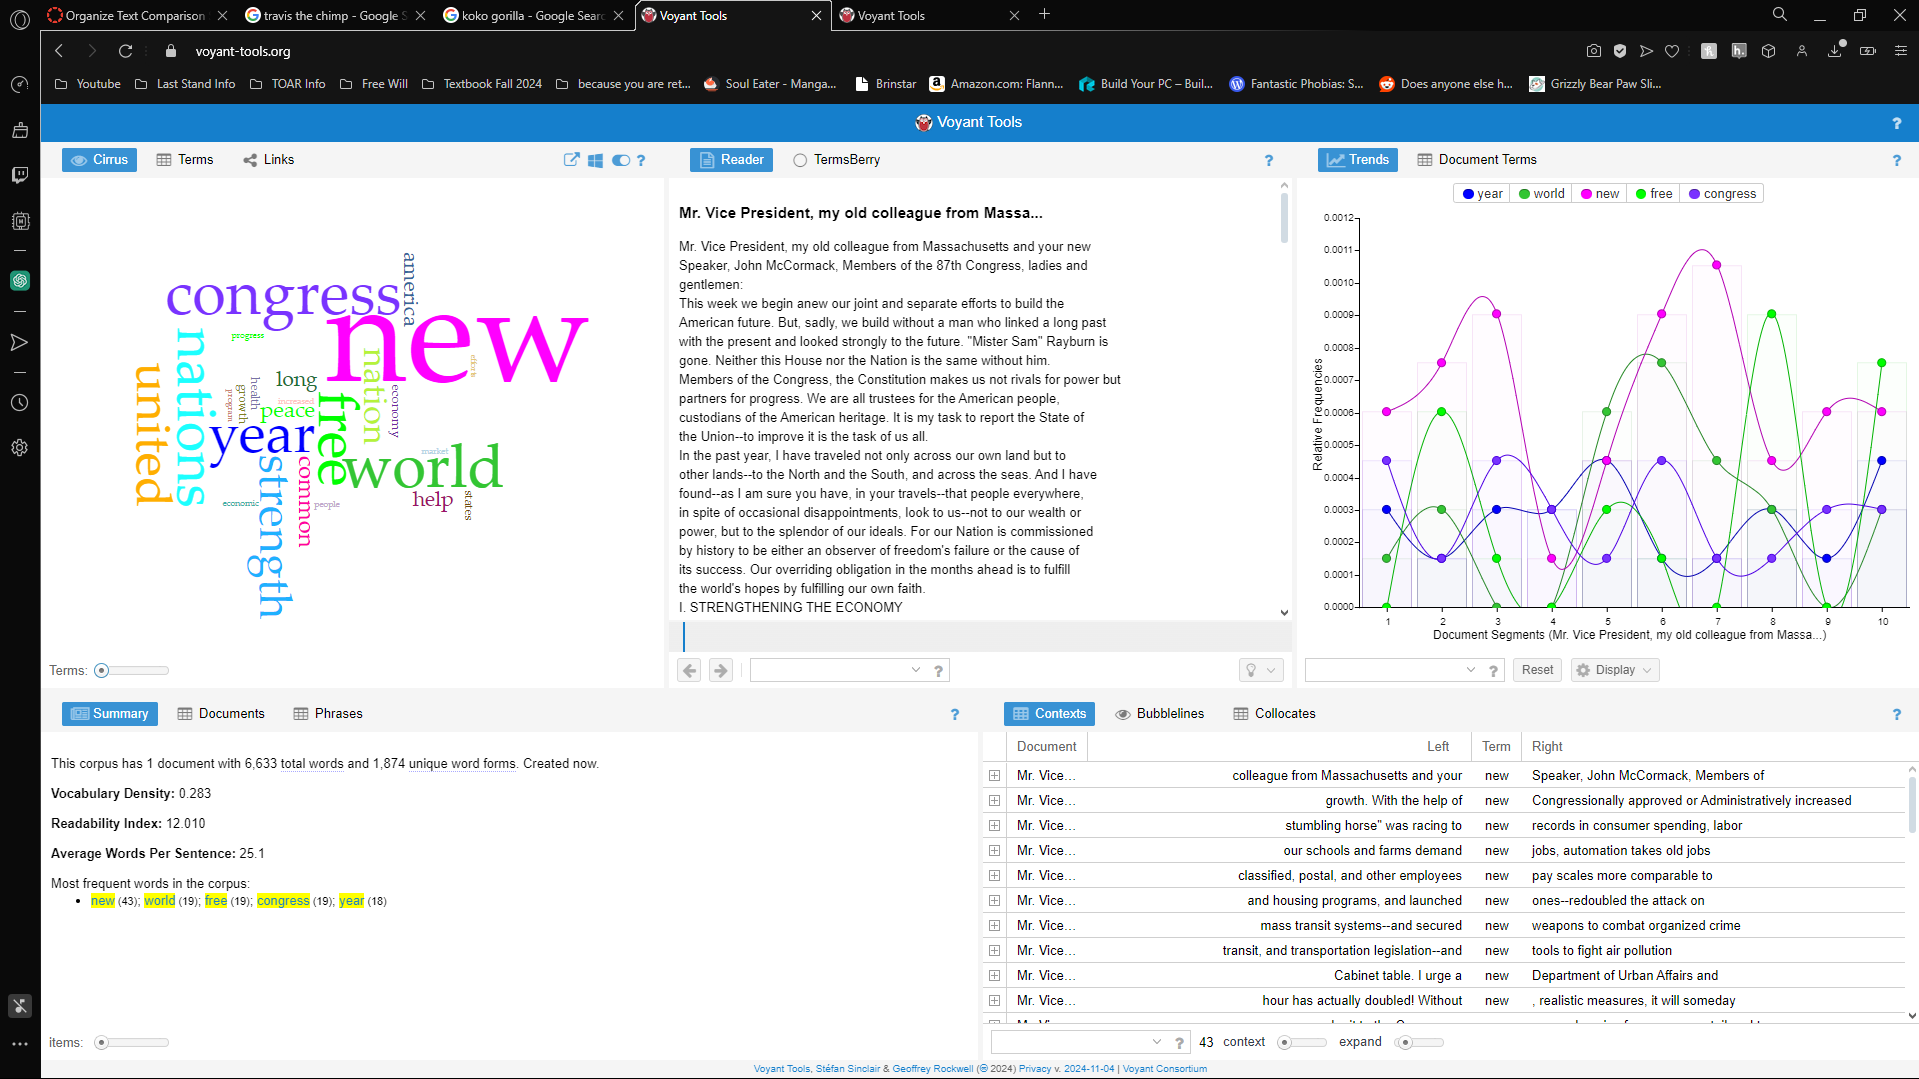 Organize Text Comparison
travis the chimp - Google S
koko gorilla - Google Searc
Voyant Tools
Voyant Tools
voyant-tools.org
Youtube
Last Stand Info
TOAR Info
Free Will
Textbook Fall 2024
because you are ret...
Soul Eater - Manga...
Brinstar
Amazon.com: Flann...
Build Your PC – Buil...
Fantastic Phobias: S...
Does anyone else h...
Grizzly Bear Paw Sli...
Voyant Tools
?
Cirrus Terms Links ?
congress
america
new
progress
nations
nation
efforts
united
long
health
growth
program
increased
peace
free
economy
year
market
world
strength
common
economic
people
help
states
Terms:
Reader TermsBerry ?
Mr. Vice President, my old colleague from Massa...
Mr. Vice President, my old colleague from Massachusetts and your new
Speaker, John McCormack, Members of the 87th Congress, ladies and
gentlemen:
This week we begin anew our joint and separate efforts to build the
American future. But, sadly, we build without a man who linked a long past
with the present and looked strongly to the future. "Mister Sam" Rayburn is
gone. Neither this House nor the Nation is the same without him.
Members of the Congress, the Constitution makes us not rivals for power but
partners for progress. We are all trustees for the American people,
custodians of the American heritage. It is my task to report the State of
the Union--to improve it is the task of us all.
In the past year, I have traveled not only across our own land but to
other lands--to the North and the South, and across the seas. And I have
found--as I am sure you have, in your travels--that people everywhere,
in spite of occasional disappointments, look to us--not to our wealth or
power, but to the splendor of our ideals. For our Nation is commissioned
by history to be either an observer of freedom's failure or the cause of
its success. Our overriding obligation in the months ahead is to fulfill
the world's hopes by fulfilling our own faith.
I. STRENGTHENING THE ECONOMY
?
Trends Document Terms ?
year world new free congress
0.0012
0.0011
0.0010
0.0009
0.0008
0.0007
0.0006
0.0005
0.0004
0.0003
0.0002
0.0001
0.0000
Relative Frequencies
1 2 3 4 5 6 7 8 9 10
Document Segments (Mr. Vice President, my old colleague from Massa...)
? Reset Display
Summary Documents Phrases ?
This corpus has 1 document with 6,633 total words and 1,874 unique word forms. Created now.
Vocabulary Density: 0.283
Readability Index: 12.010
Average Words Per Sentence: 25.1
Most frequent words in the corpus:
new (43); world (19); free (19); congress (19); year (18)
items:
Contexts Bubblelines Collocates ?
Document Left Term Right
Mr. Vice... colleague from Massachusetts and your new Speaker, John McCormack, Members of
Mr. Vice... growth. With the help of new Congressionally approved or Administratively increased
Mr. Vice... stumbling horse" was racing to new records in consumer spending, labor
Mr. Vice... our schools and farms demand new jobs, automation takes old jobs
Mr. Vice... classified, postal, and other employees new pay scales more comparable to
Mr. Vice... and housing programs, and launched new ones--redoubled the attack on
Mr. Vice... mass transit systems--and secured new weapons to combat organized crime
Mr. Vice... transit, and transportation legislation--and new tools to fight air pollution
Mr. Vice... Cabinet table. I urge a new Department of Urban Affairs and
Mr. Vice... hour has actually doubled! Without new , realistic measures, it will someday
? 43 context expand
Voyant Tools, Stéfan Sinclair & Geoffrey Rockwell (© 2024) Privacy v. 2024-11-04 | Voyant Consortium